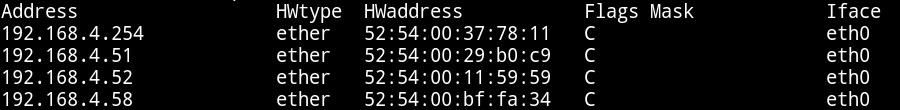 Address HWtype HWaddress Flags Mask Iface
192.168.4.254 ether 52:54:00:37:78:11 C eth0
192.168.4.51 ether 52:54:00:29:b0:c9 C eth0
192.168.4.52 ether 52:54:00:11:59:59 C eth0
192.168.4.58 ether 52:54:00:bf:fa:34 C eth0